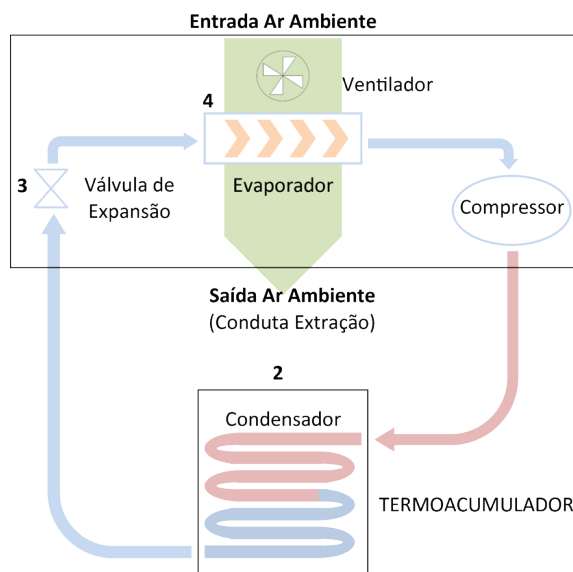 Entrada Ar Ambiente
Ventilador
4
3
Válvula de
Expansão
Evaporador
Compressor
Saída Ar Ambiente
(Conduta Extração)
2
Condensador
TERMOACUMULADOR